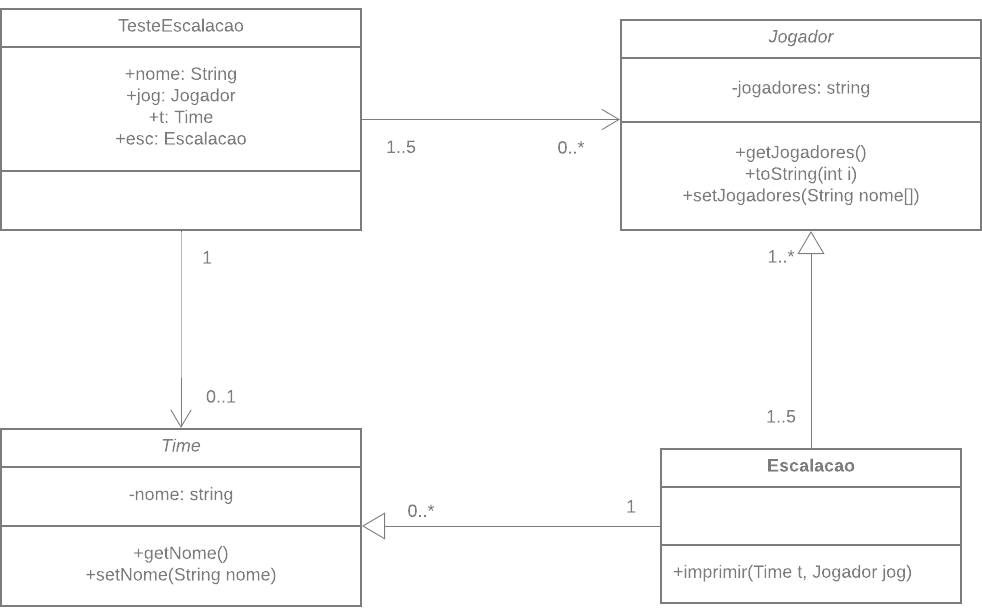 TesteEscalacao
+nome: String
+jog: Jogador
+t: Time
+esc: Escalacao
Jogador
-jogadores: string
+getJogadores()
+toString(int i)
+setJogadores(String nome[])
1..5
0..*
1
0..1
1..*
1..5
Time
-nome: string
+getNome()
+setNome(String nome)
0..*
1
Escalacao
+imprimir(Time t, Jogador jog)